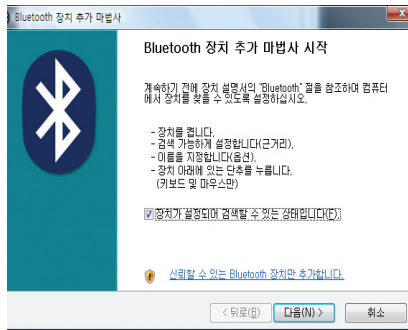 Bluetooth 장치 추가 마법사
Bluetooth 장치 추가 마법사 시작
계속하기 전에 장치 설명서의 "Bluetooth" 절을 참조하여 컴퓨터
에서 장치를 찾을 수 있도록 설정하십시오.
- 장치를 켭니다.
- 검색 가능하게 설정합니다(근거리).
- 이름을 지정합니다(옵션).
- 장치 아래에 있는 단추를 누릅니다.
(키보드 및 마우스만)
장치가 설정되어 검색할 수 있는 상태입니다(F).
신뢰할 수 있는 Bluetooth 장치만 추가합니다.
< 뒤로(B) 다음(N) > 취소